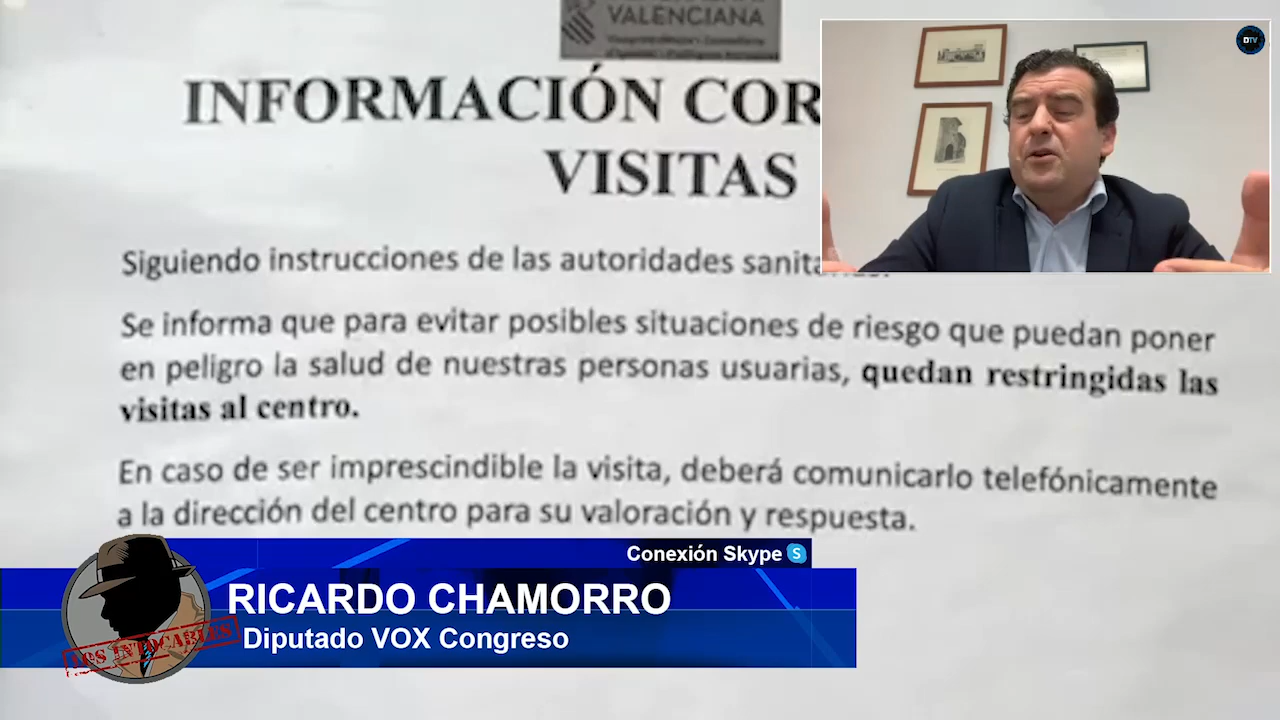 VALENCIANA
INFORMACIÓN COR
VISITAS
DTV
Siguiendo instrucciones de las autoridades
Se informa que para evitar posibles situaciones de riesgo que puedan poner
en peligro la salud de nuestras personas usuarias, quedan restringidas las
visitas al centro.
En caso de ser imprescindible la visita, deberá comunicarlo telefónicamente
a la dirección del centro para su valoración y respuesta.
Conexión Skype S
RICARDO CHAMORRO
Diputado VOX Congreso
LOS INTOCABLES